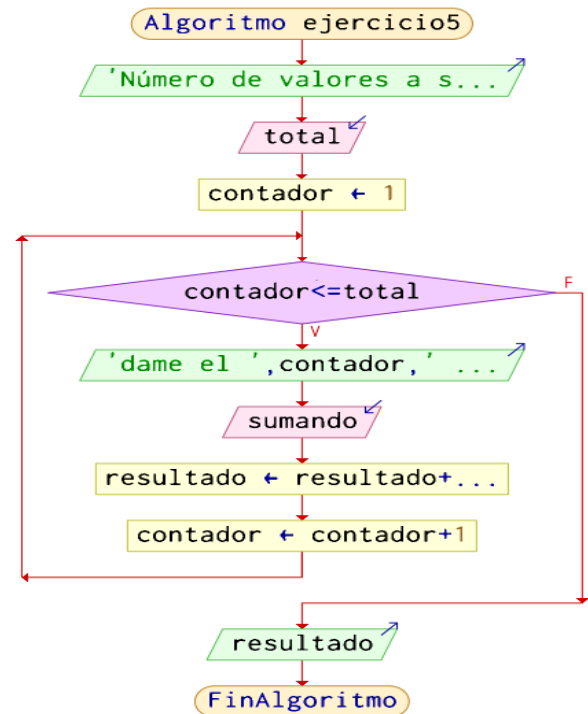 Algoritmo ejercicio5
'Número de valores a s...
total
contador ← 1
contador<=total
F
V
'dame el ',contador,' ...
sumando
resultado ← resultado+...
contador ← contador+1
resultado
FinAlgoritmo